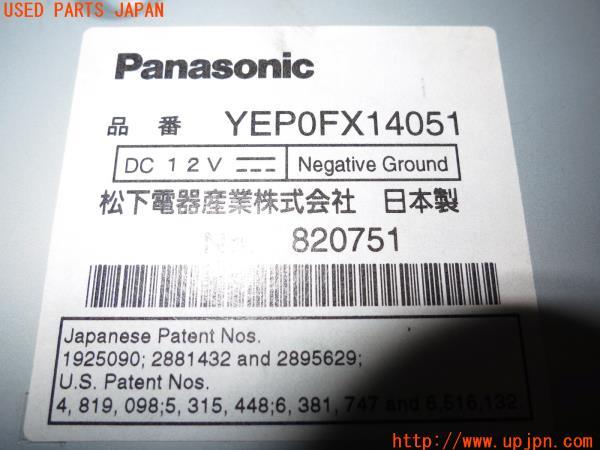 USED PARTS JAPAN
Panasonic
品 番 YEP0FX14051
DC 12V Negative Ground
松下電器産業株式会社 日本製
No. 820751
Japanese Patent Nos.
1925090; 2881432 and 2895629;
U.S. Patent Nos.
4, 819, 098;5, 315, 448;6, 381, 747 and 6,516,132.
http://www.upjpn.com/